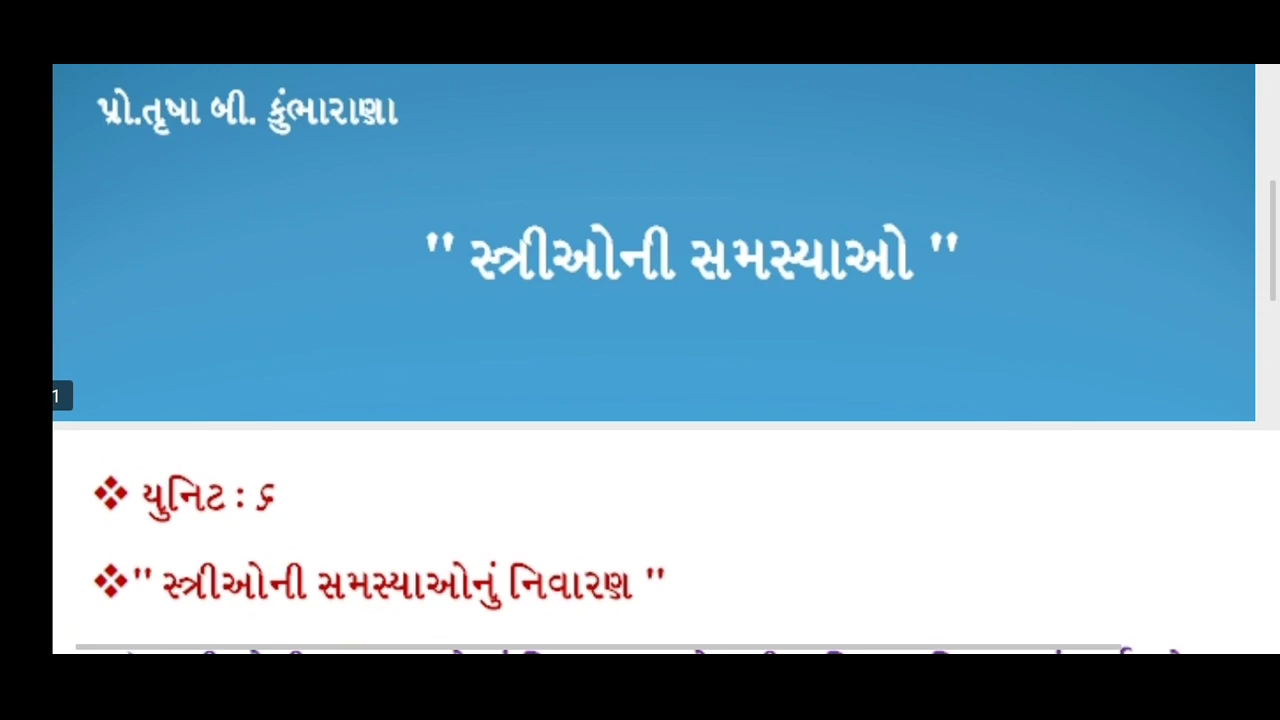 પ્રો.તૃષા બી. કુંભારાણા
" સ્ત્રીઓની સમસ્યાઓ "
1
❖ યુનિટ : ૬
❖" સ્ત્રીઓની સમસ્યાઓનું નિવારણ "